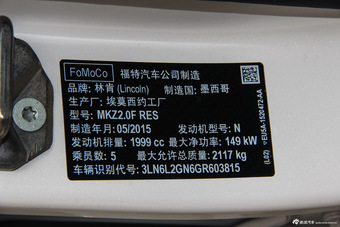 FoMoCo 福特汽车公司制造
品牌: 林肯 (Lincoln) 制造国: 墨西哥
生产厂: 埃莫西约工厂
型号: MKZ2.0F RES
制造年月: 05/2015 发动机型号: N
发动机排量: 1999 cc 最大净功率: 149 kW
乘员数: 5 最大允许总质量: 2117 kg
车辆识别代号: 3LN6L2GN6GR603815
(L02)